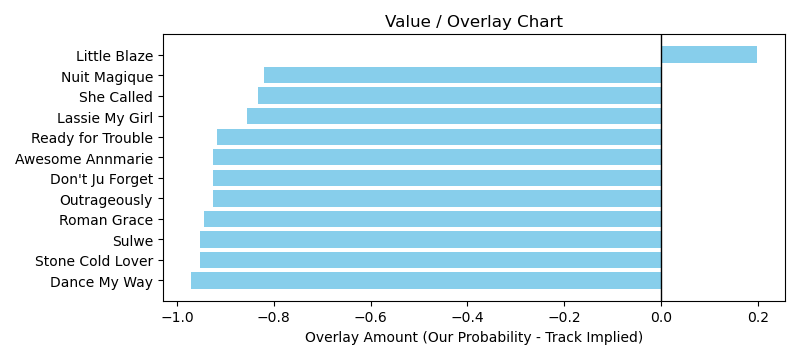 Value / Overlay Chart
Little Blaze
Nuit Magique
She Called
Lassie My Girl
Ready for Trouble
Awesome Annmarie
Don't Ju Forget
Outrageously
Roman Grace
Sulwe
Stone Cold Lover
Dance My Way
−1.0 −0.8 −0.6 −0.4 −0.2 0.0 0.2
Overlay Amount (Our Probability - Track Implied)